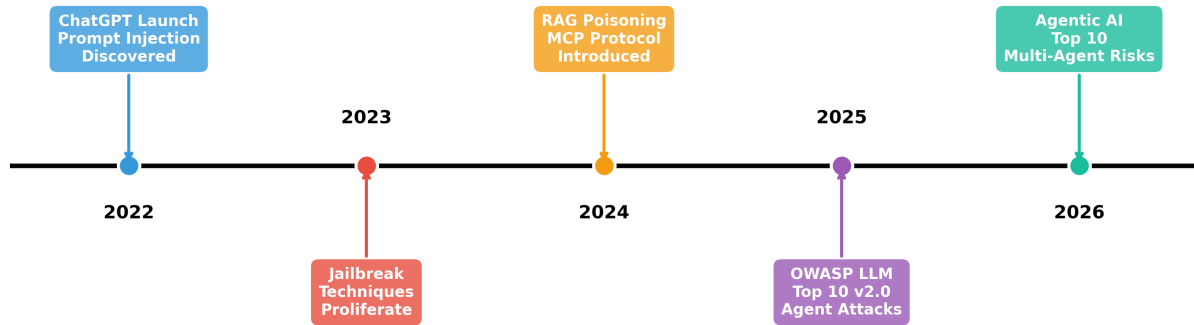 ChatGPT Launch
Prompt Injection
Discovered
2022
2023
Jailbreak
Techniques
Proliferate
RAG Poisoning
MCP Protocol
Introduced
2024
2025
OWASP LLM
Top 10 v2.0
Agent Attacks
Agentic AI
Top 10
Multi-Agent Risks
2026